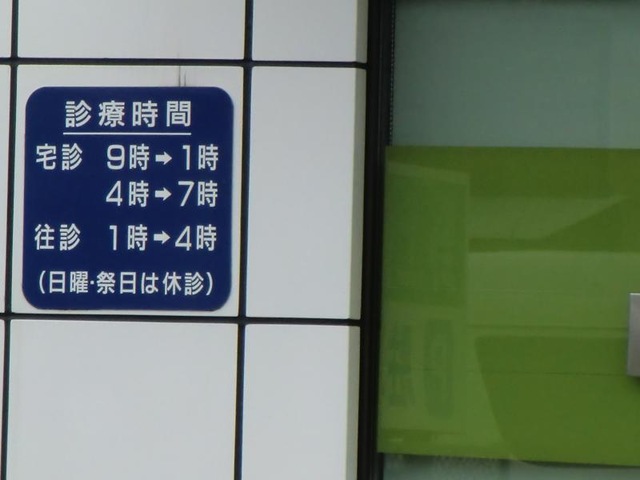 診療時間
宅診 9時→1時
4時→7時
往診 1時→4時
(日曜・祭日は休診)